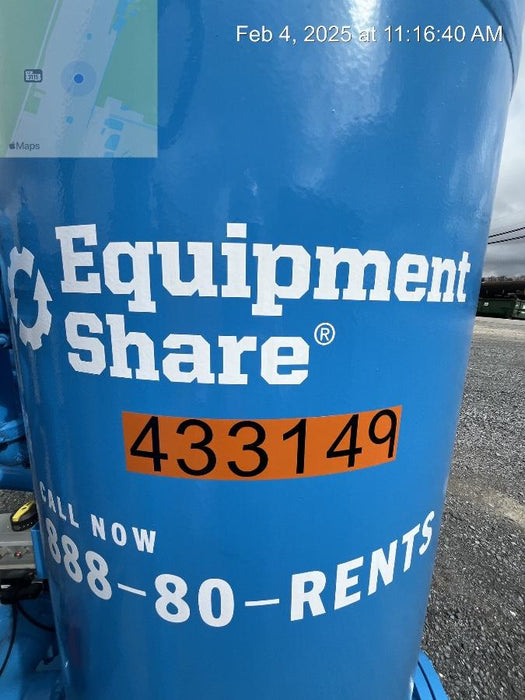 Feb 4, 2025 at 11:16:40 AM
Maps
Equipment
Share®
433149
CALL NOW
888-80-RENTS